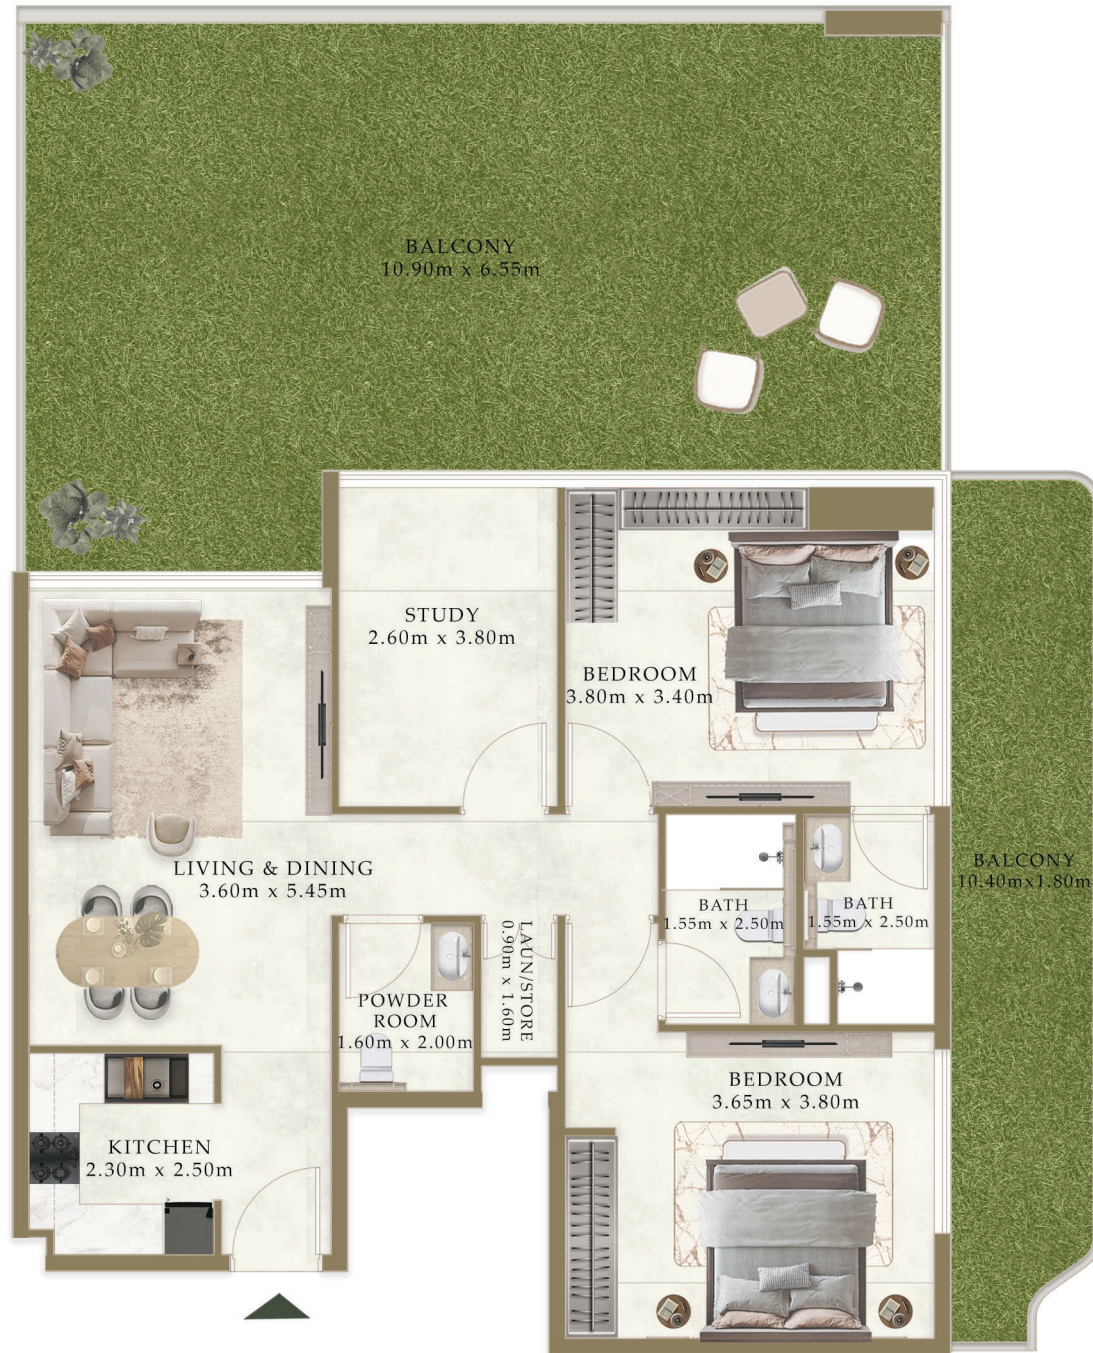 BALCONY
10.90m x 6.55m
STUDY
2.60m x 3.80m
BEDROOM
3.80m x 3.40m
LIVING & DINING
3.60m x 5.45m
BALCONY
10.40mx1.80m
BATH
1.55m x 2.50m
BATH
1.55m x 2.50m
LAUN/STORE
0.90m x 1.60m
POWDER
ROOM
1.60m x 2.00m
BEDROOM
3.65m x 3.80m
KITCHEN
2.30m x 2.50m